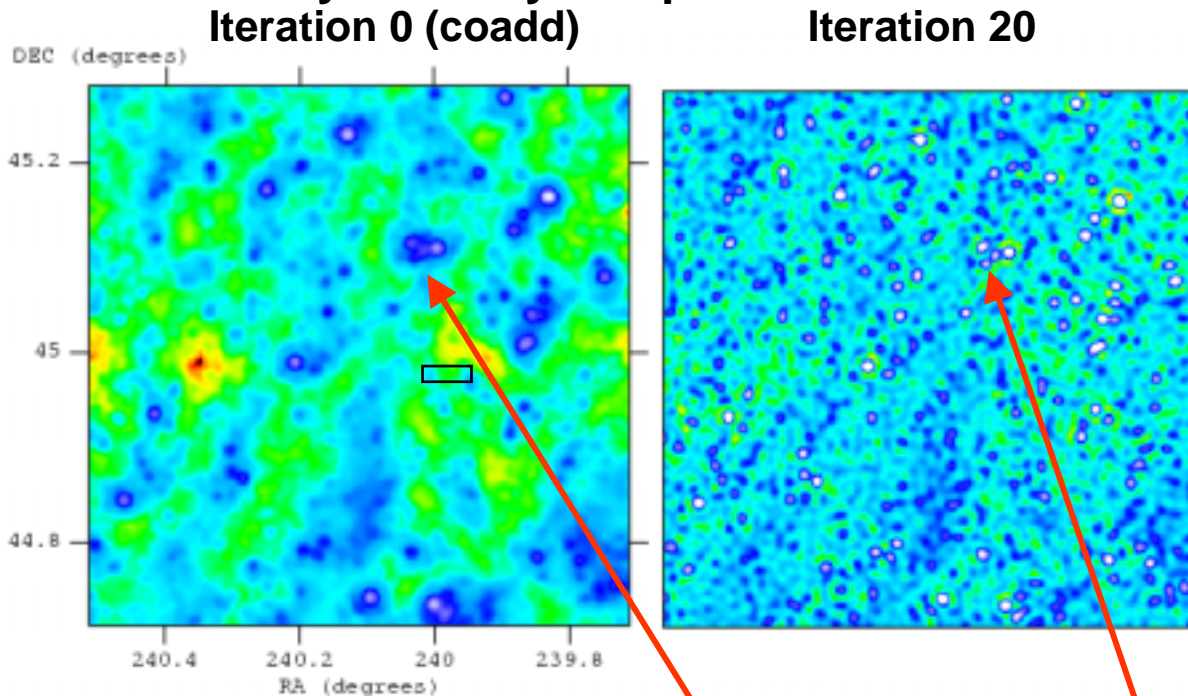 Iteration 0 (coadd)
Iteration 20
DEC (degrees)
45.2
45
44.8
240.4
240.2
240
239.8
RA (degrees)